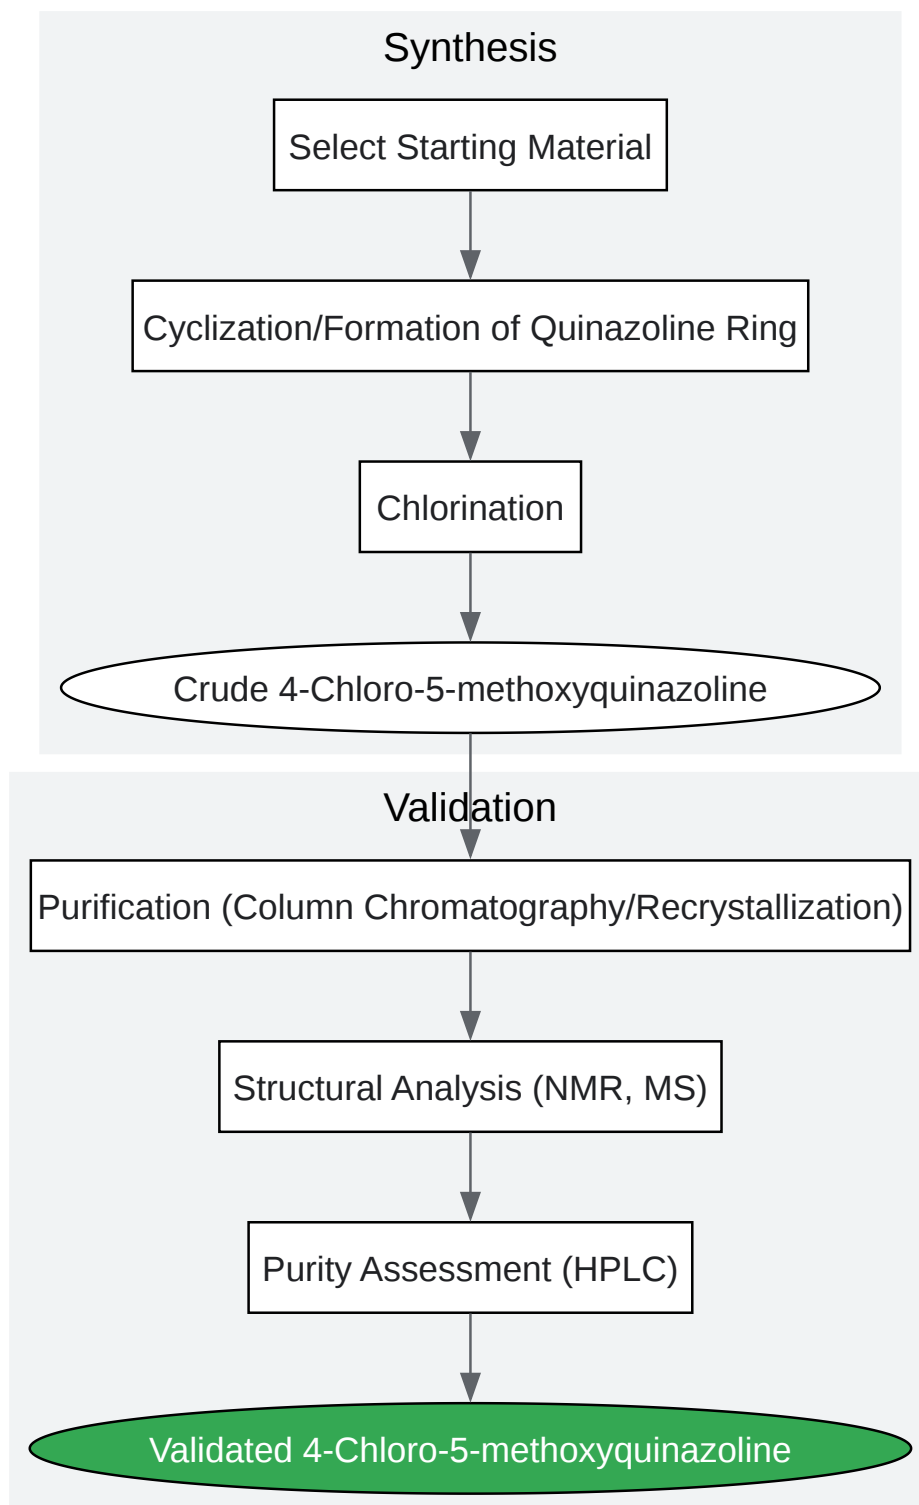 Synthesis
Select Starting Material
Cyclization/Formation of Quinazoline Ring
Chlorination
Crude 4-Chloro-5-methoxyquinazoline
Validation
Purification (Column Chromatography/Recrystallization)
Structural Analysis (NMR, MS)
Purity Assessment (HPLC)
Validated 4-Chloro-5-methoxyquinazoline